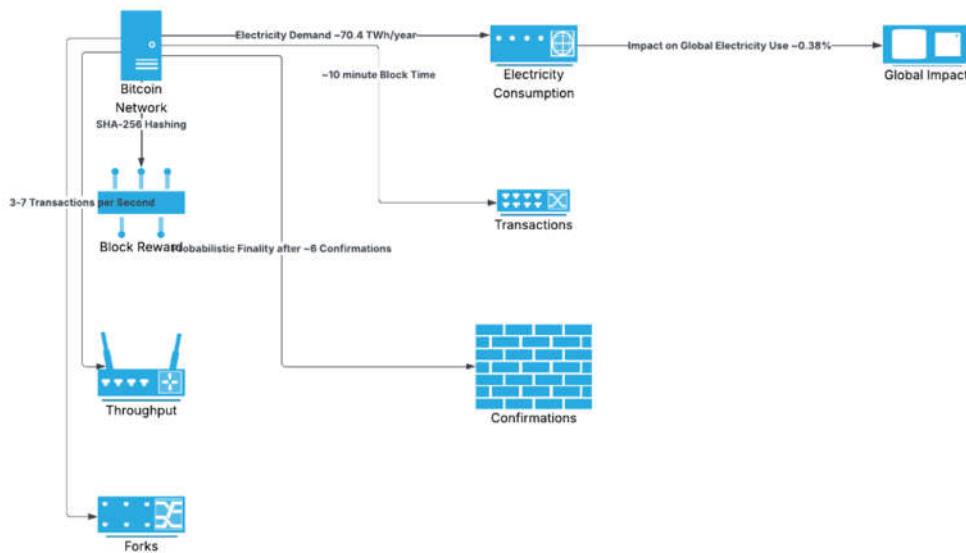 Electricity Demand ~70.4 TWh/year
Impact on Global Electricity Use ~0.38%
~10 minute Block Time
Electricity
Consumption
Global Impact
Bitcoin
Network
SHA-256 Hashing
3-7 Transactions per Second
Transactions
Block Reward
Probabilistic Finality after ~6 Confirmations
Throughput
Confirmations
Forks